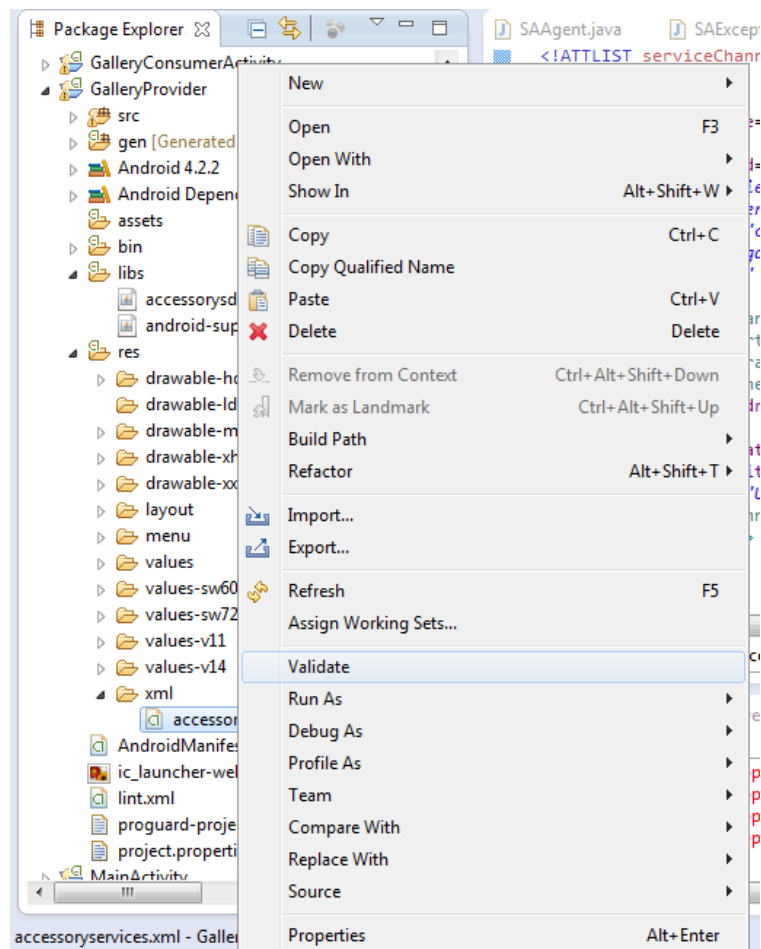 Package Explorer
SAAgent.java
SAExcept
<!ATTLIST serviceChann
GalleryConsumerActivity
GalleryProvider
src
gen [Generated
Android 4.2.2
Android Depend
assets
bin
libs
accessorysd
android-sup
res
drawable-hd
drawable-ld
drawable-m
drawable-xh
drawable-xx
layout
menu
values
values-sw60
values-sw72
values-v11
values-v14
xml
accessor
AndroidManifes
ic_launcher-wel
lint.xml
proguard-proje
project.properti
MainActivity
accessoryservices.xml - Galler
New
Open F3
Open With
Show In Alt+Shift+W
Copy Ctrl+C
Copy Qualified Name
Paste Ctrl+V
Delete Delete
Remove from Context Ctrl+Alt+Shift+Down
Mark as Landmark Ctrl+Alt+Shift+Up
Build Path
Refactor Alt+Shift+T
Import...
Export...
Refresh F5
Assign Working Sets...
Validate
Run As
Debug As
Profile As
Team
Compare With
Replace With
Source
Properties Alt+Enter